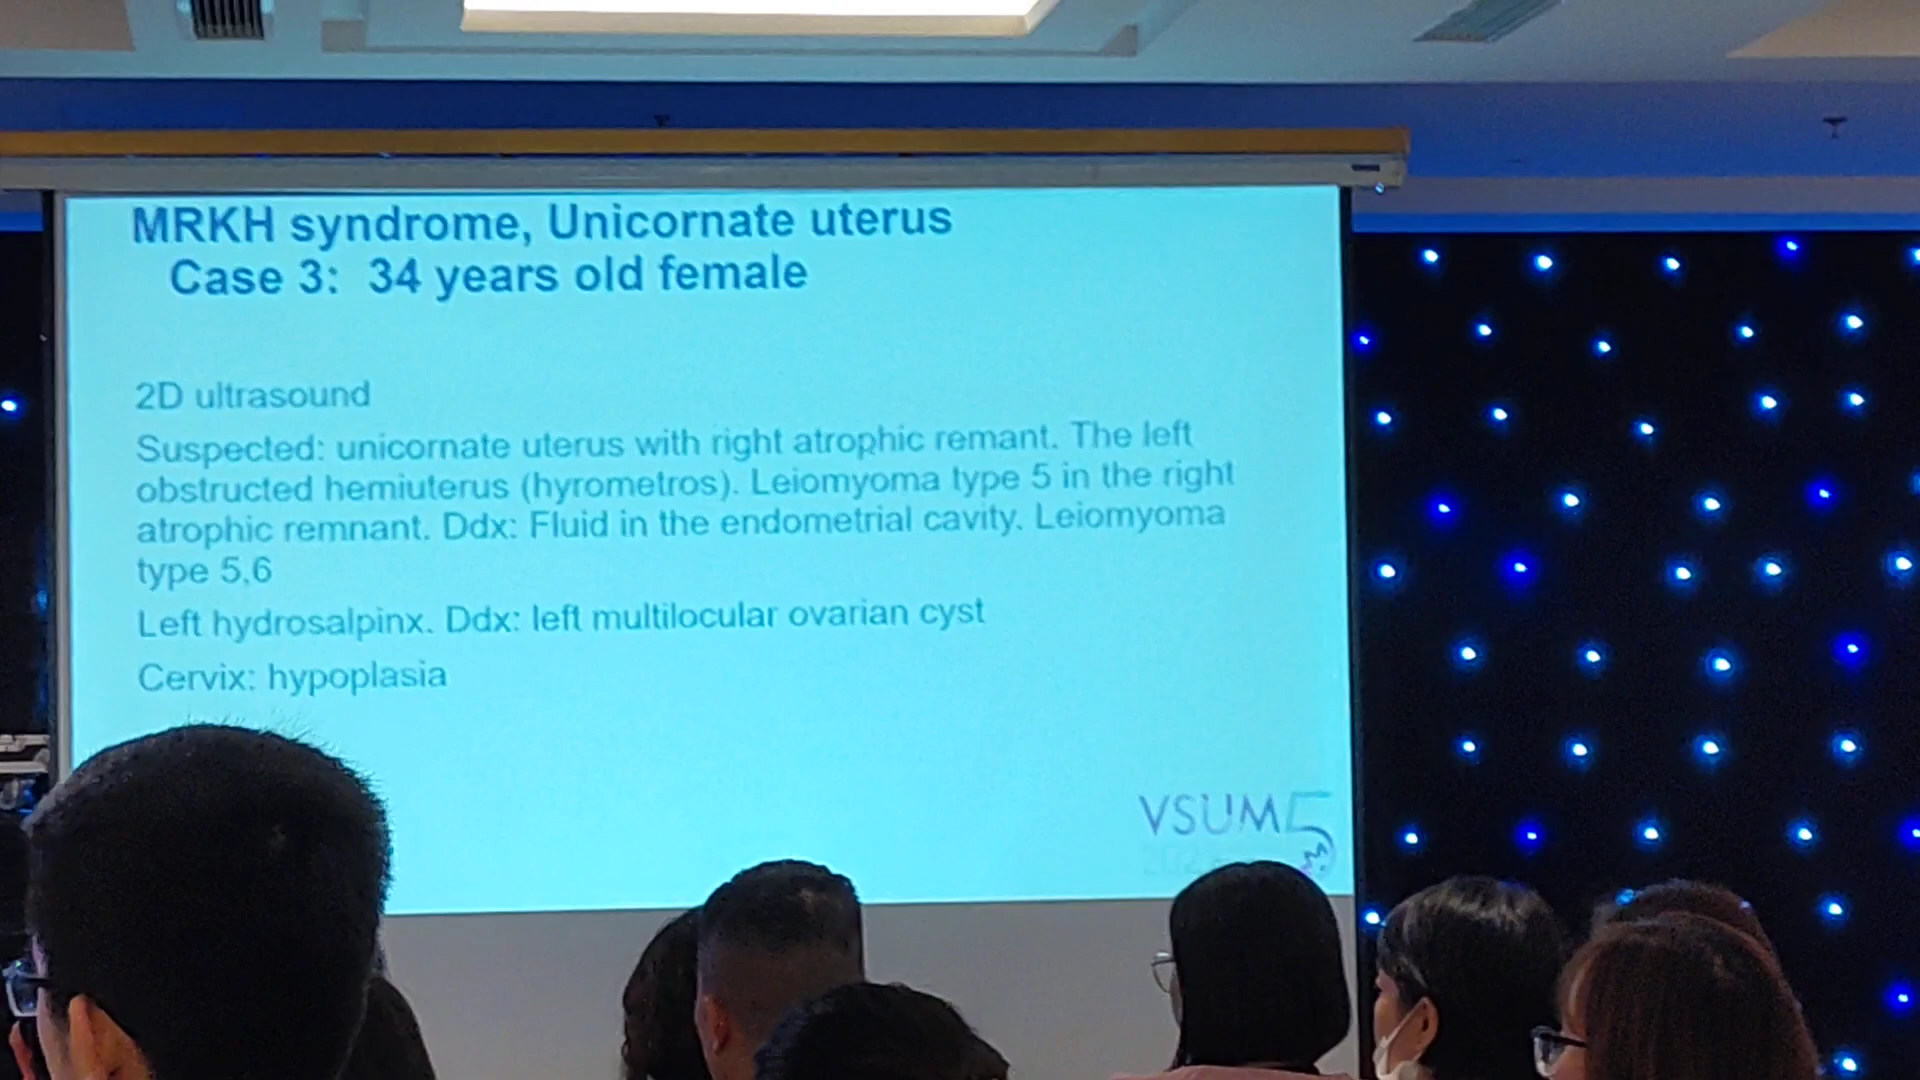 MRKH syndrome, Unicornate uterus
Case 3: 34 years old female
2D ultrasound
Suspected: unicornate uterus with right atrophic remant. The left
obstructed hemiuterus (hyrometros). Leiomyoma type 5 in the right
atrophic remnant. Ddx: Fluid in the endometrial cavity. Leiomyoma
type 5,6
Left hydrosalpinx. Ddx: left multilocular ovarian cyst
Cervix: hypoplasia
VSUM 5